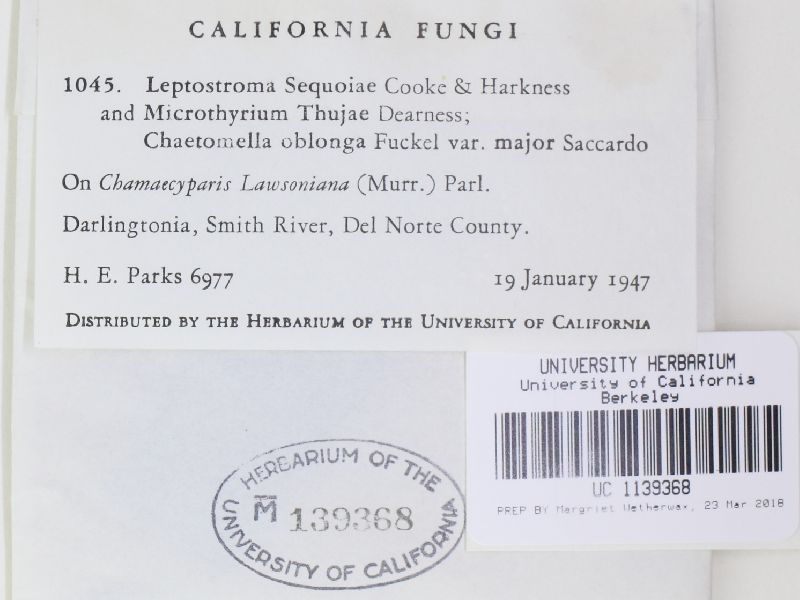 CALIFORNIA FUNGI
1045. Leptostroma Sequoiae Cooke & Harkness
and Microthyrium Thujae Dearness;
Chaetomella oblonga Fuckel var. major Saccardo
On Chamaecyparis Lawsoniana (Murr.) Parl.
Darlingtonia, Smith River, Del Norte County.
H. E. Parks 6977 19 January 1947
DISTRIBUTED BY THE HERBARIUM OF THE UNIVERSITY OF CALIFORNIA
UNIVERSITY HERBARIUM
University of California
Berkeley
UC 1139368
PREP BY Margriet Wetherwax, 23 Mar 2018
HERBARIUM OF THE
M 139368
UNIVERSITY OF CALIFORNIA